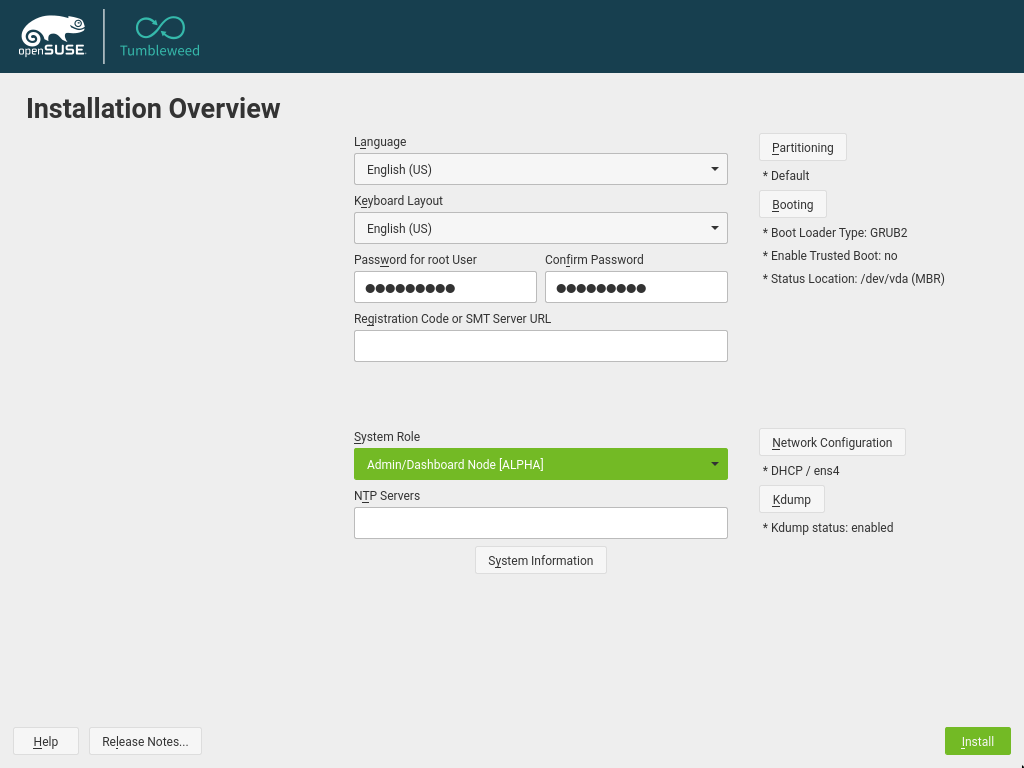 openSUSE
Tumbleweed
Installation Overview
Language
English (US)
Keyboard Layout
English (US)
Password for root User
Confirm Password
●●●●●●●●●
●●●●●●●●●
Registration Code or SMT Server URL
System Role
Admin/Dashboard Node [ALPHA]
NTP Servers
System Information
Partitioning
* Default
Booting
* Boot Loader Type: GRUB2
* Enable Trusted Boot: no
* Status Location: /dev/vda (MBR)
Network Configuration
* DHCP / ens4
Kdump
* Kdump status: enabled
Help
Release Notes...
Install